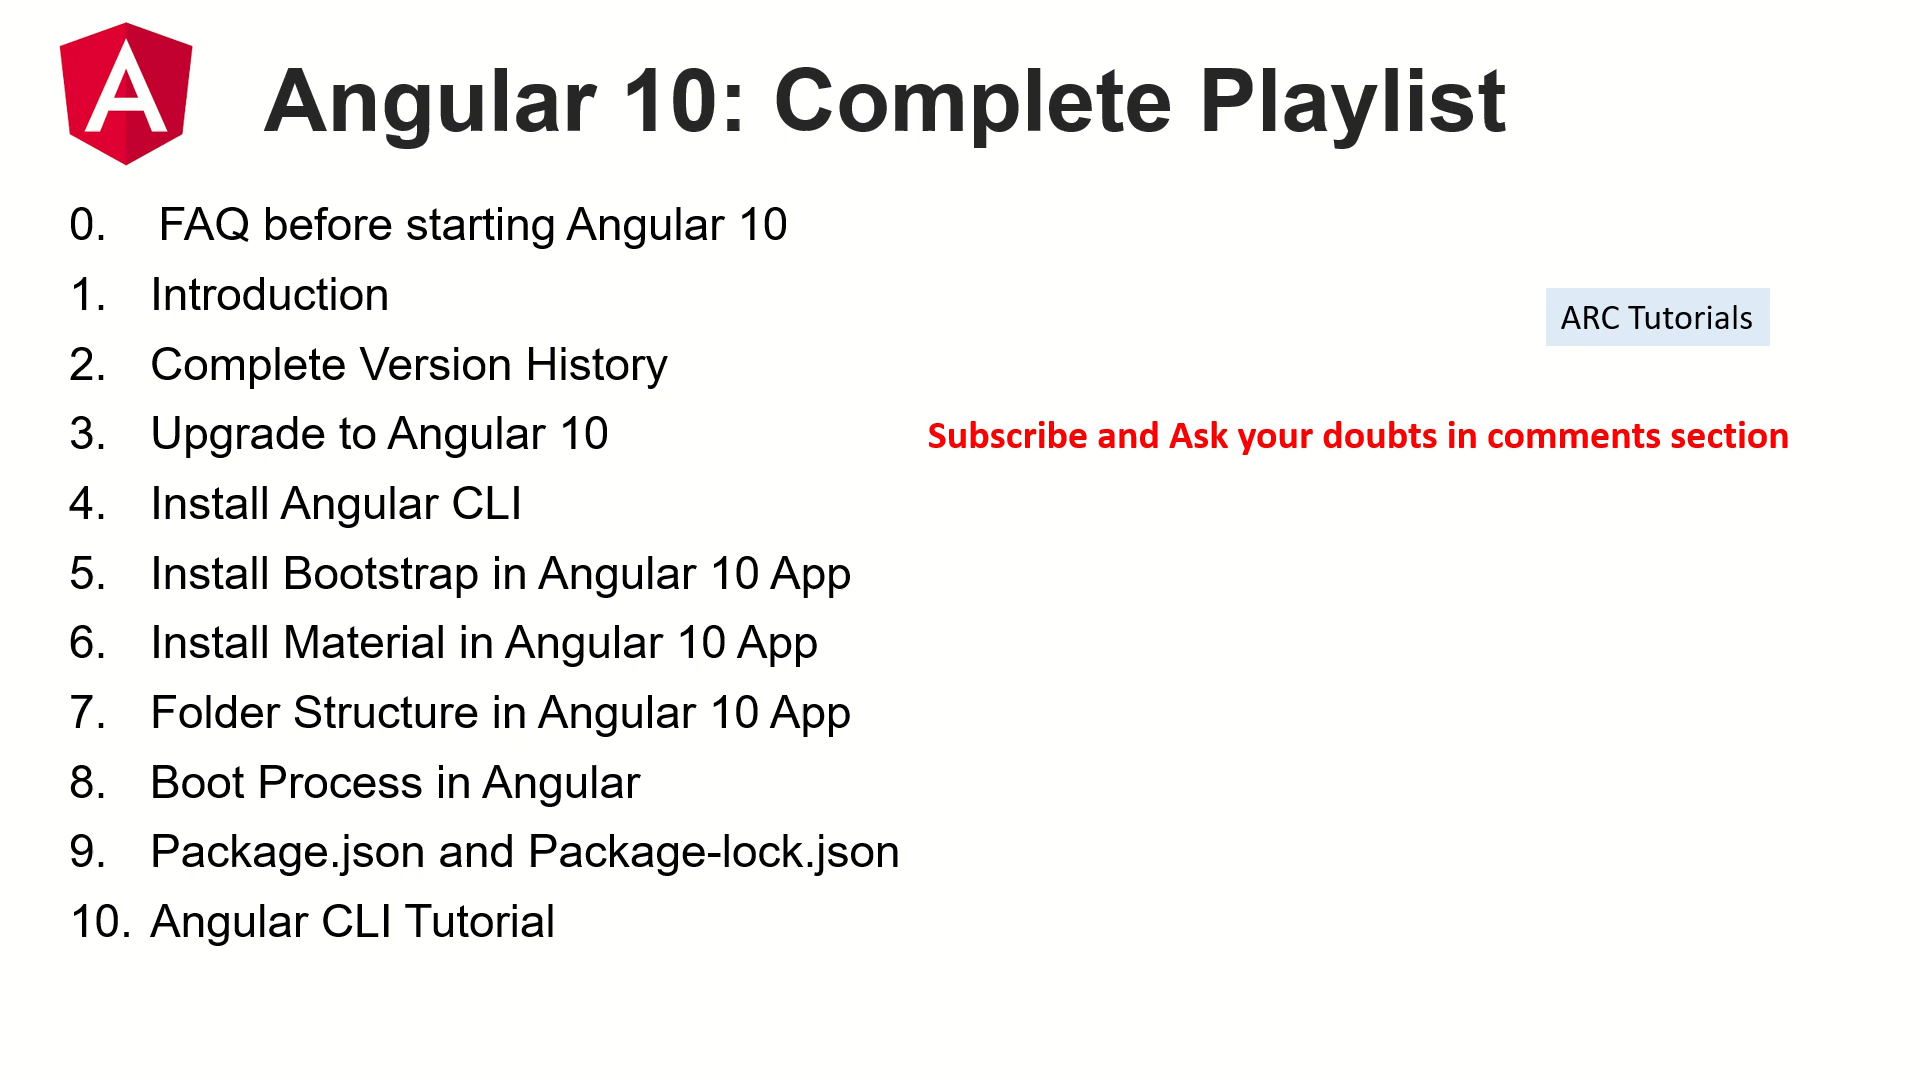 Angular 10: Complete Playlist
0. FAQ before starting Angular 10
1. Introduction
2. Complete Version History
3. Upgrade to Angular 10
4. Install Angular CLI
5. Install Bootstrap in Angular 10 App
6. Install Material in Angular 10 App
7. Folder Structure in Angular 10 App
8. Boot Process in Angular
9. Package.json and Package-lock.json
10. Angular CLI Tutorial
ARC Tutorials
Subscribe and Ask your doubts in comments section